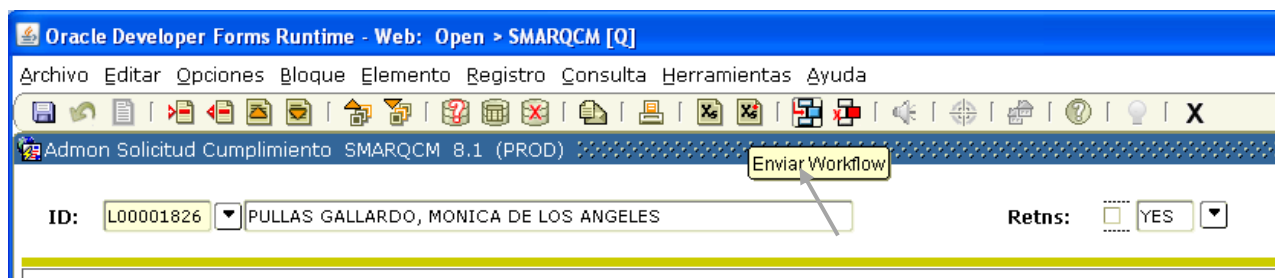 Oracle Developer Forms Runtime - Web: Open > SMARQCM [Q]
Archivo Editar Opciones Bloque Elemento Registro Consulta Herramientas Ayuda
Admon Solicitud Cumplimiento SMARQCM 8.1 (PROD)
Enviar Workflow
ID: L00001826 PULLAS GALLARDO, MONICA DE LOS ANGELES Retns: YES